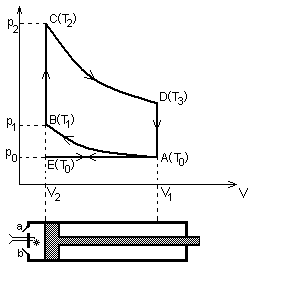 p₂
C(T₂)
D(T₃)
p₁
B(T₁)
p₀
E(T₀)
A(T₀)
V₂
V₁
V
a
b